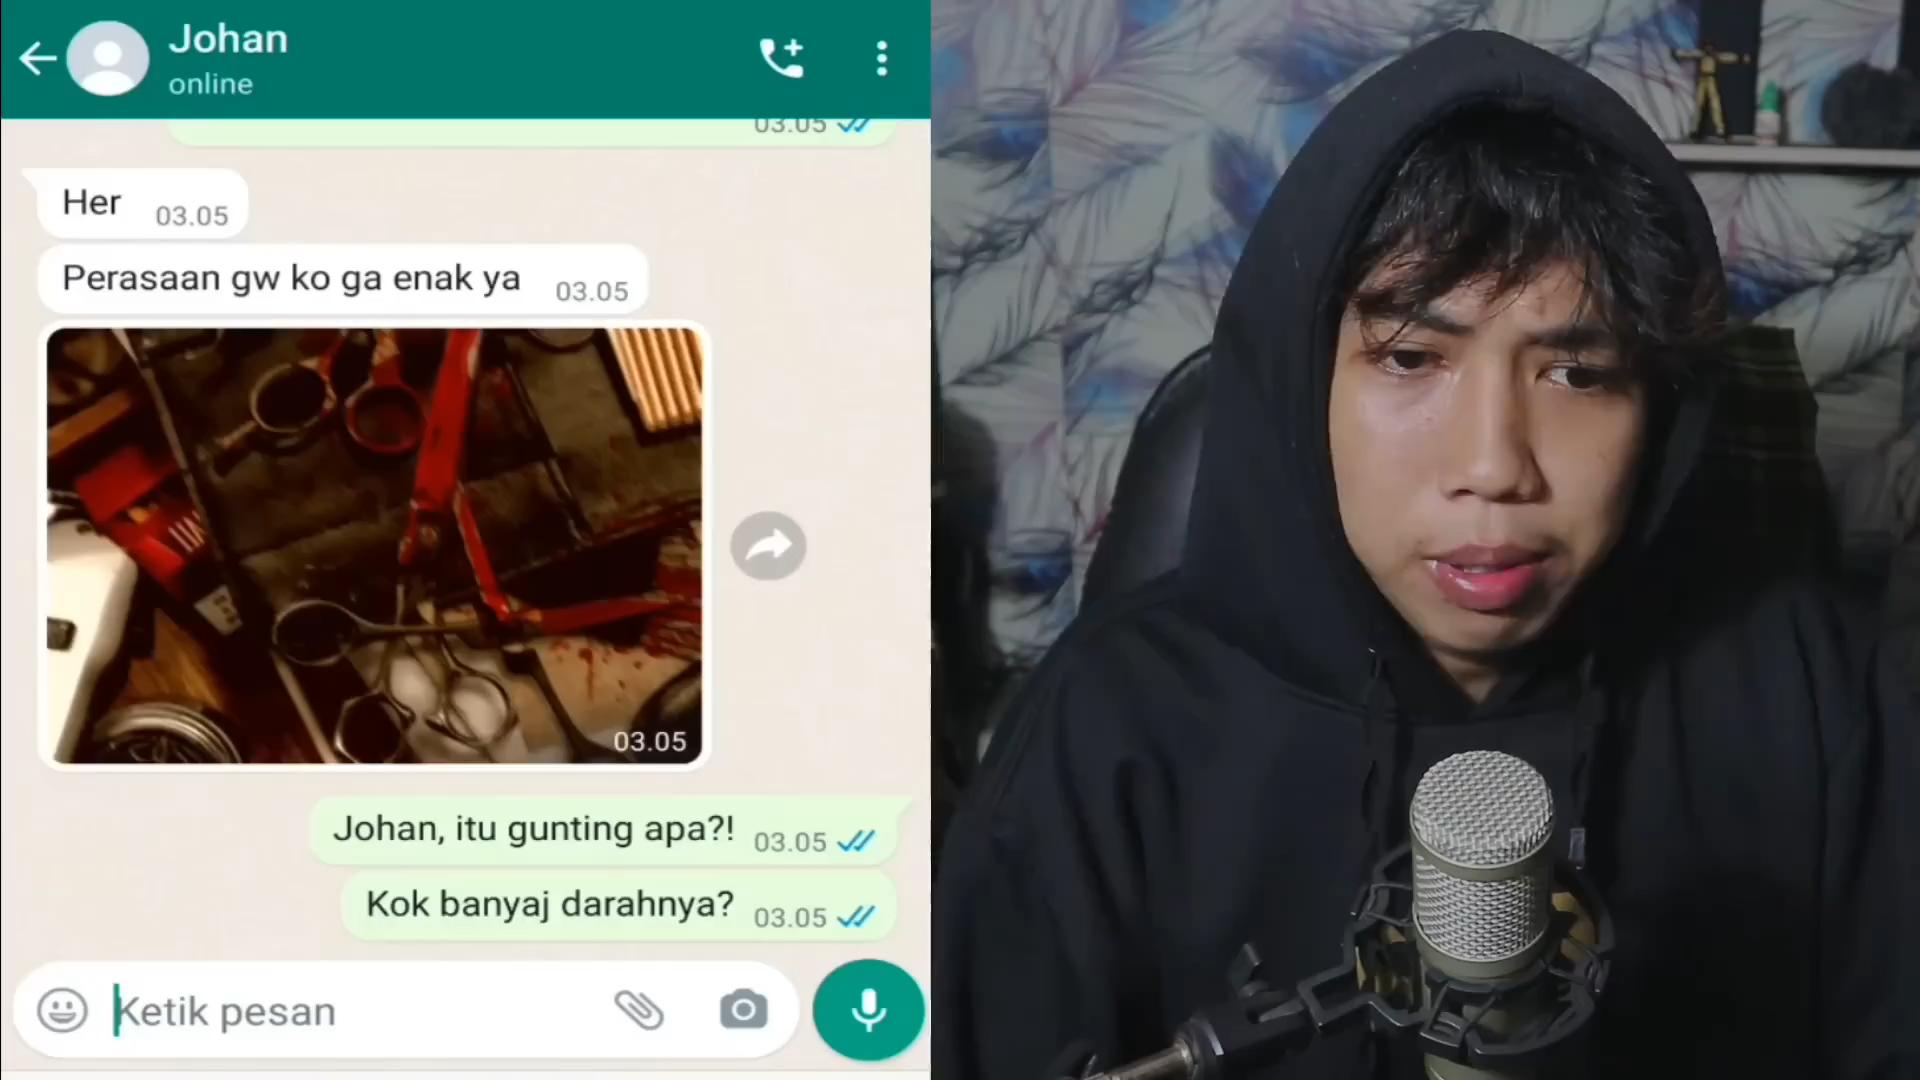 Johan
online
03.05
Her 03.05
Perasaan gw ko ga enak ya 03.05
03.05
Johan, itu gunting apa?! 03.05
Kok banyaj darahnya? 03.05
Ketik pesan